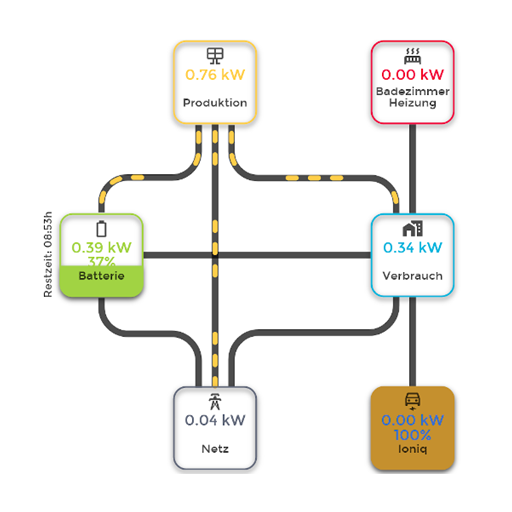 0.76 kW
Produktion
0.00 kW
Badezimmer
Heizung
Restzeit: 08:53h
0.39 kW
37%
Batterie
0.34 kW
Verbrauch
0.04 kW
Netz
0.00 kW
100%
Ioniq